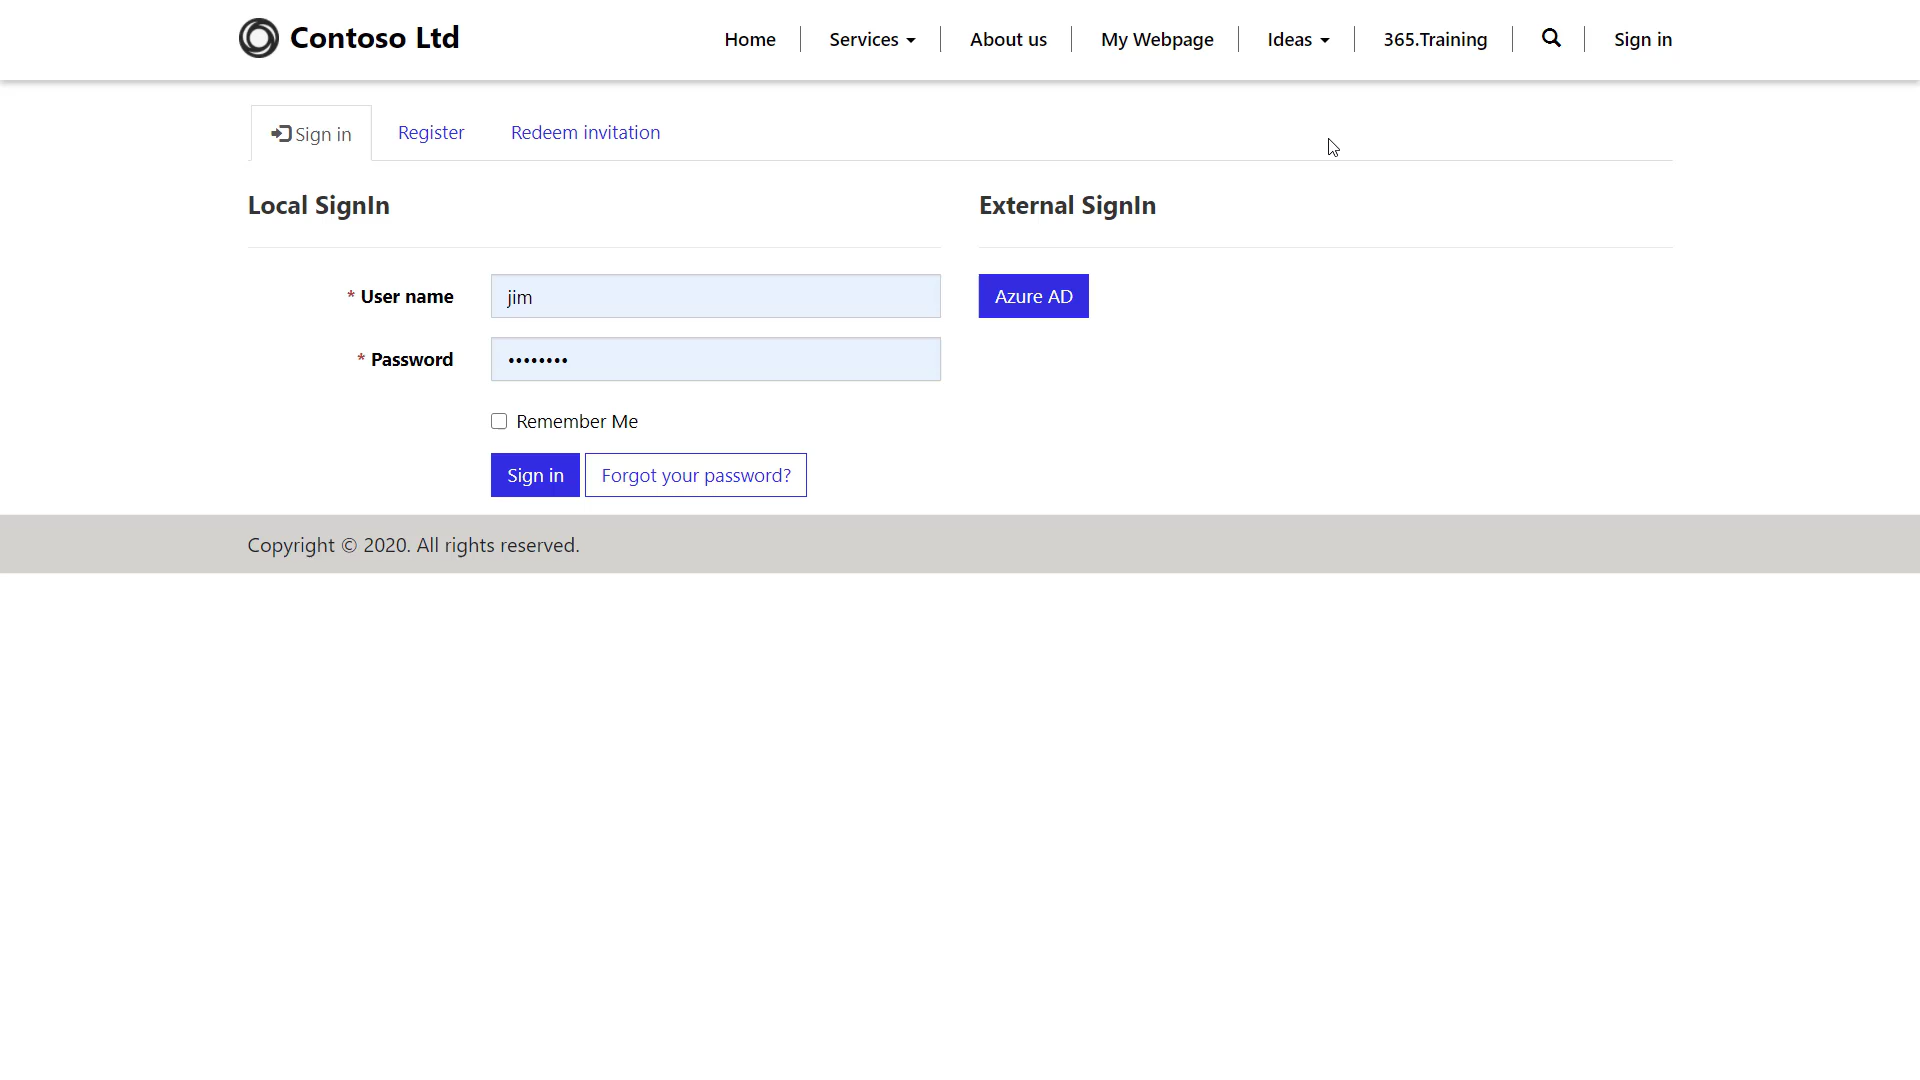 Contoso Ltd
Home
Services
About us
My Webpage
Ideas
365.Training
Sign in
Sign in
Register
Redeem invitation
Local SignIn
External SignIn
* User name
jim
Azure AD
* Password
••••••••
Remember Me
Sign in
Forgot your password?
Copyright © 2020. All rights reserved.